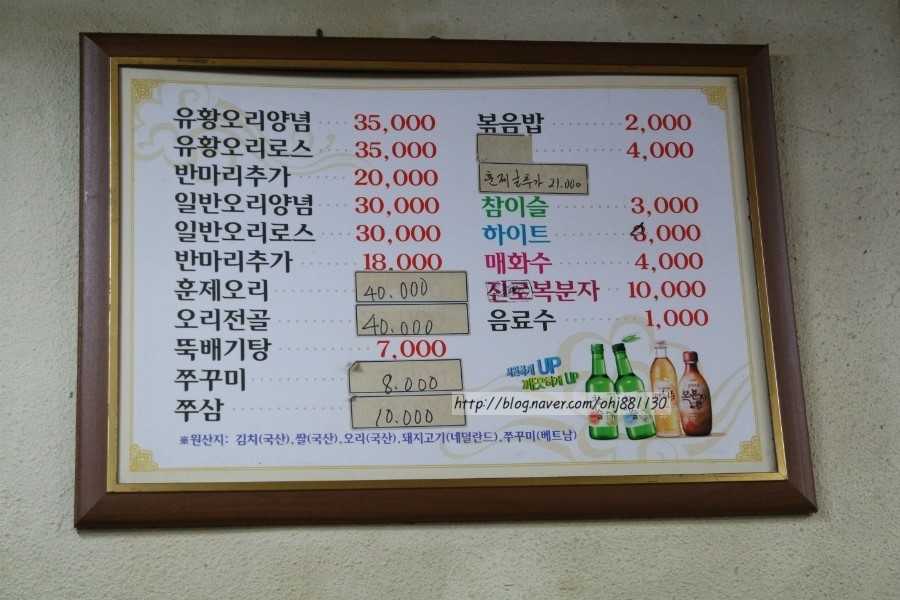 유황오리양념 35,000
유황오리로스 35,000
반마리추가 20,000
일반오리양념 30,000
일반오리로스 30,000
반마리추가 18,000
훈제오리 40.000
오리전골 40.000
뚝배기탕 7,000
쭈꾸미 8.000
쭈삼 10.000
볶음밥 2,000
4,000
훈제 추가 21.000
참이슬 3,000
하이트 3,000
매화수 4,000
진로복분자 10,000
음료수 1,000
UP
깨끗하게 UP
http://blog.naver.com/ohj881130
※원산지: 김치(국산),쌀(국산),오리(국산),돼지고기(네덜란드),쭈꾸미(베트남)